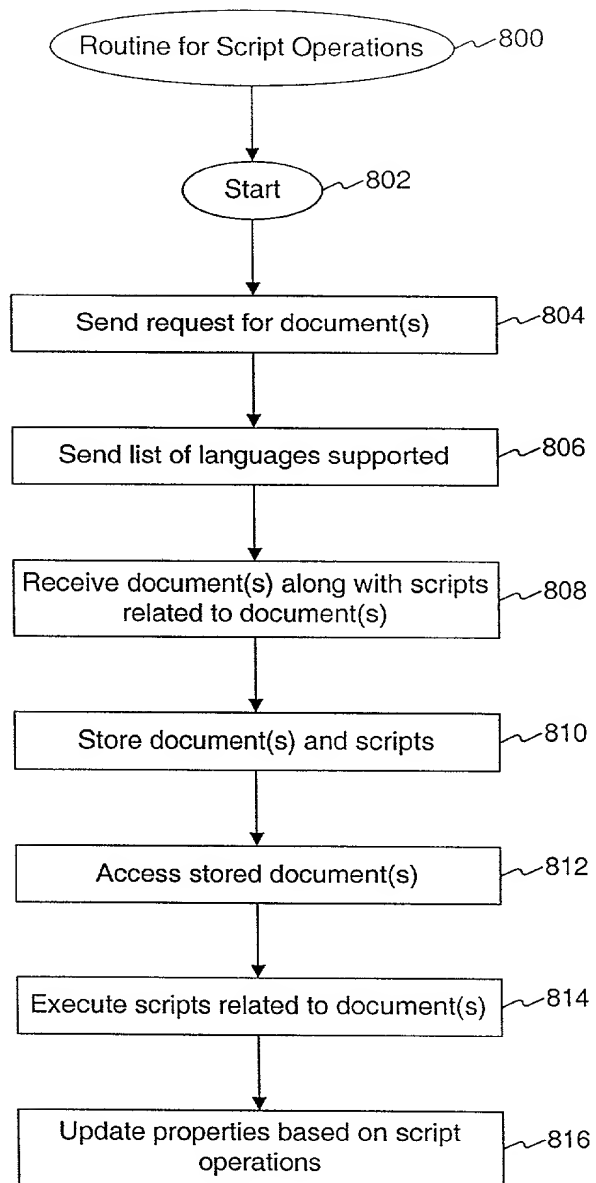 Routine for Script Operations
800
Start
802
Send request for document(s)
804
Send list of languages supported
806
Receive document(s) along with scripts
related to document(s)
808
Store document(s) and scripts
810
Access stored document(s)
812
Execute scripts related to document(s)
814
Update properties based on script
operations
816